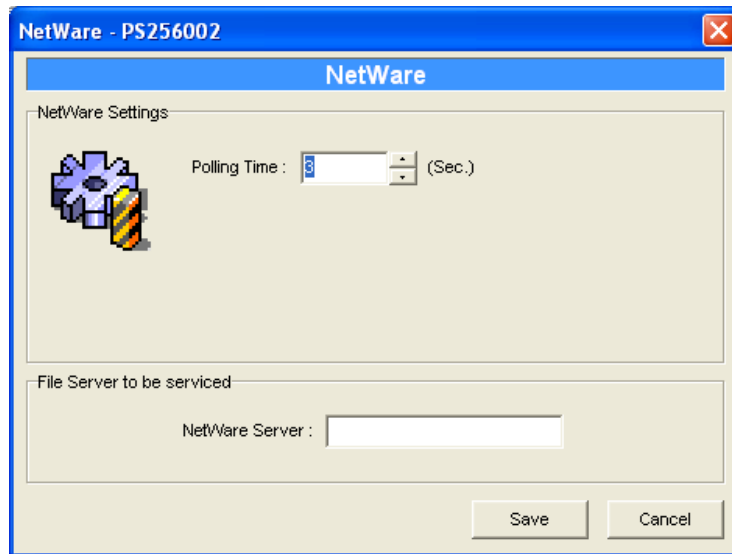 NetWare - PS256002
NetWare
NetWare Settings
Polling Time : 3 (Sec.)
File Server to be serviced
NetWare Server :
Save Cancel